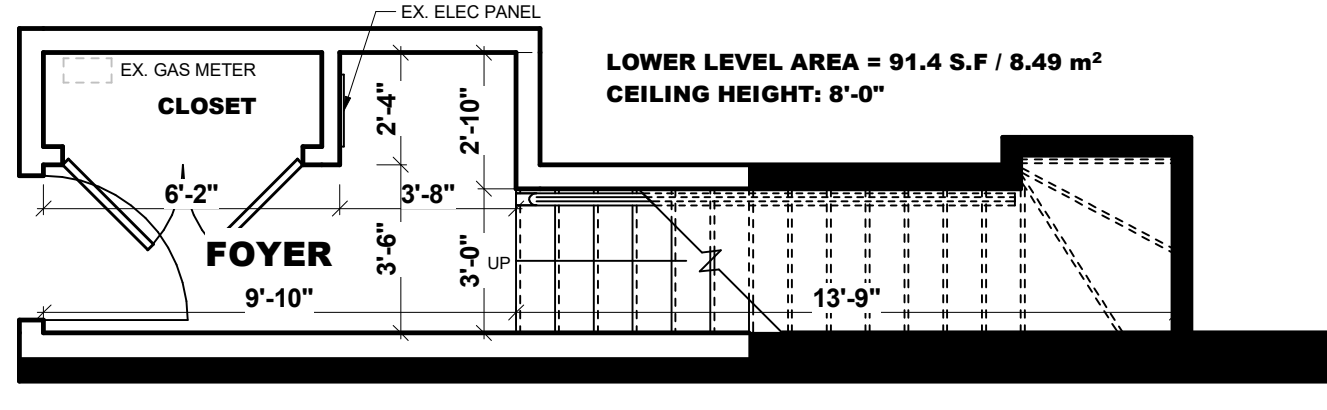 EX. ELEC PANEL
EX. GAS METER
CLOSET
LOWER LEVEL AREA = 91.4 S.F / 8.49 m²
CEILING HEIGHT: 8'-0"
2'-4"
2'-10"
6'-2"
3'-8"
FOYER
3'-6"
3'-0"
UP
9'-10"
13'-9"